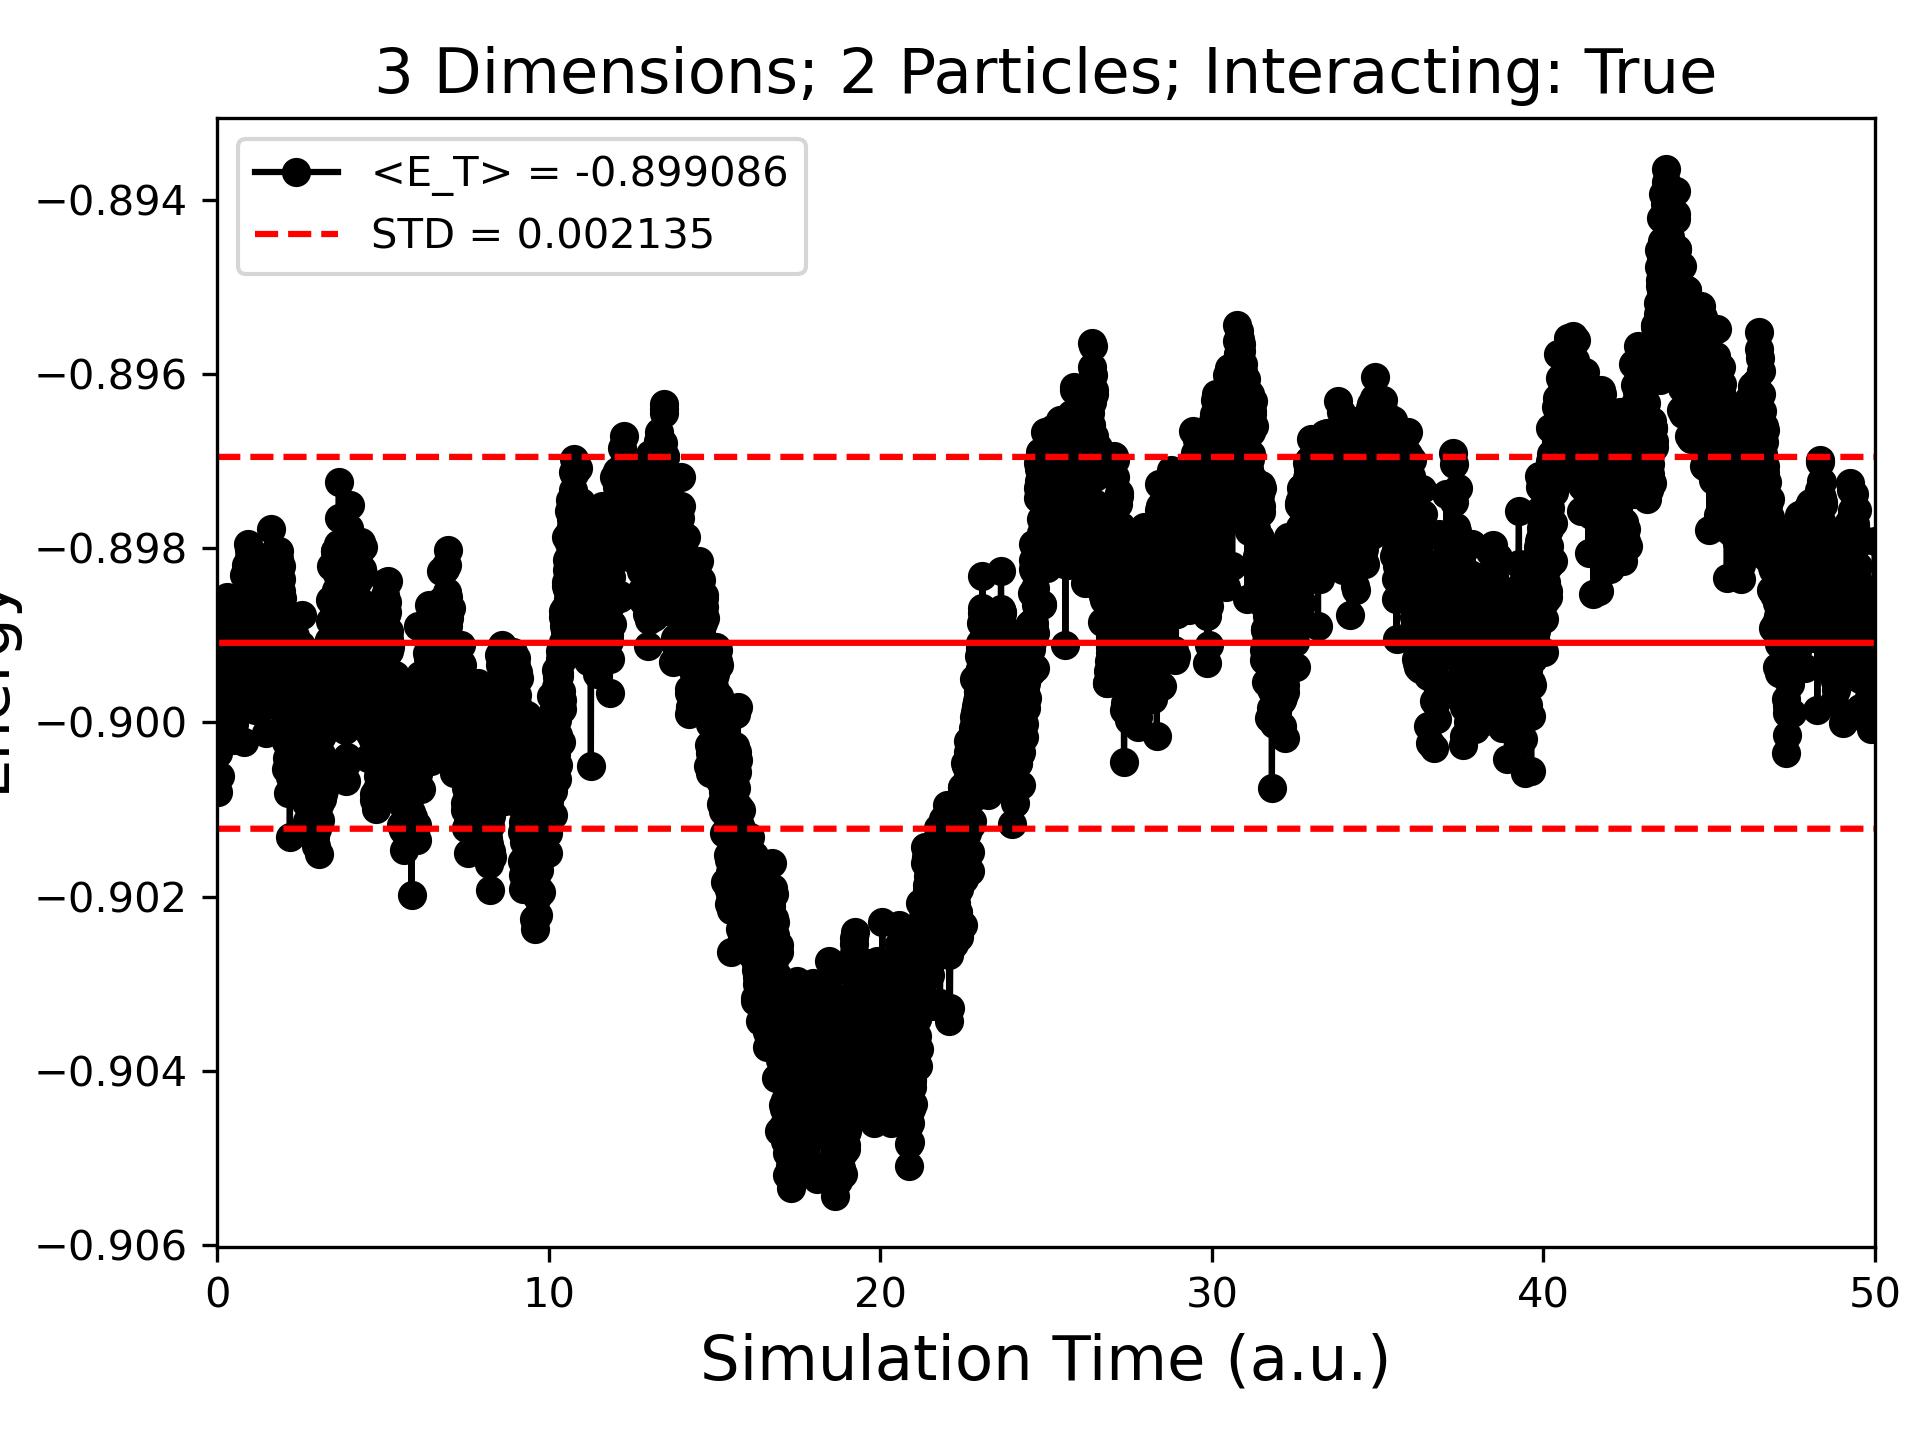 3 Dimensions; 2 Particles; Interacting: True
<E_T> = -0.899086
STD = 0.002135
−0.894
−0.896
−0.898
−0.900
−0.902
−0.904
−0.906
Energy
0 10 20 30 40 50
Simulation Time (a.u.)